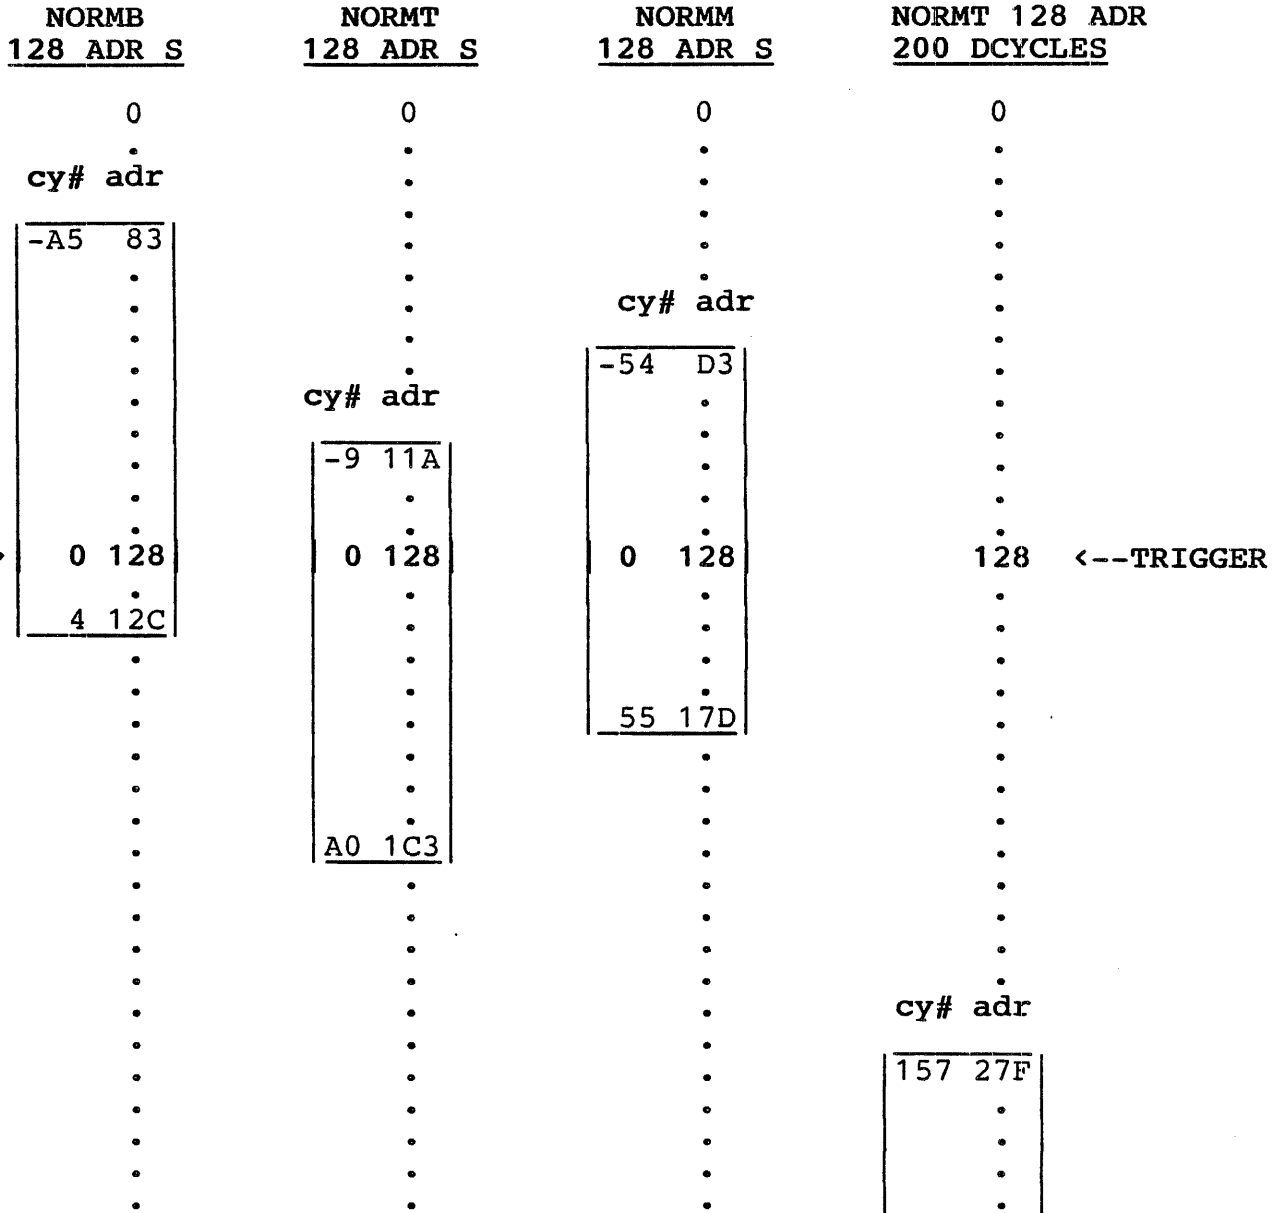 NORMB NORMT NORMM NORMT 128 ADR
128 ADR S 128 ADR S 128 ADR S 200 DCYCLES
0 0 0 0
cy# adr
-A5 83
cy# adr
-54 D3
cy# adr
-9 11A
0 128 0 128 0 128 128 <--TRIGGER
4 12C
55 17D
A0 1C3
cy# adr
157 27F